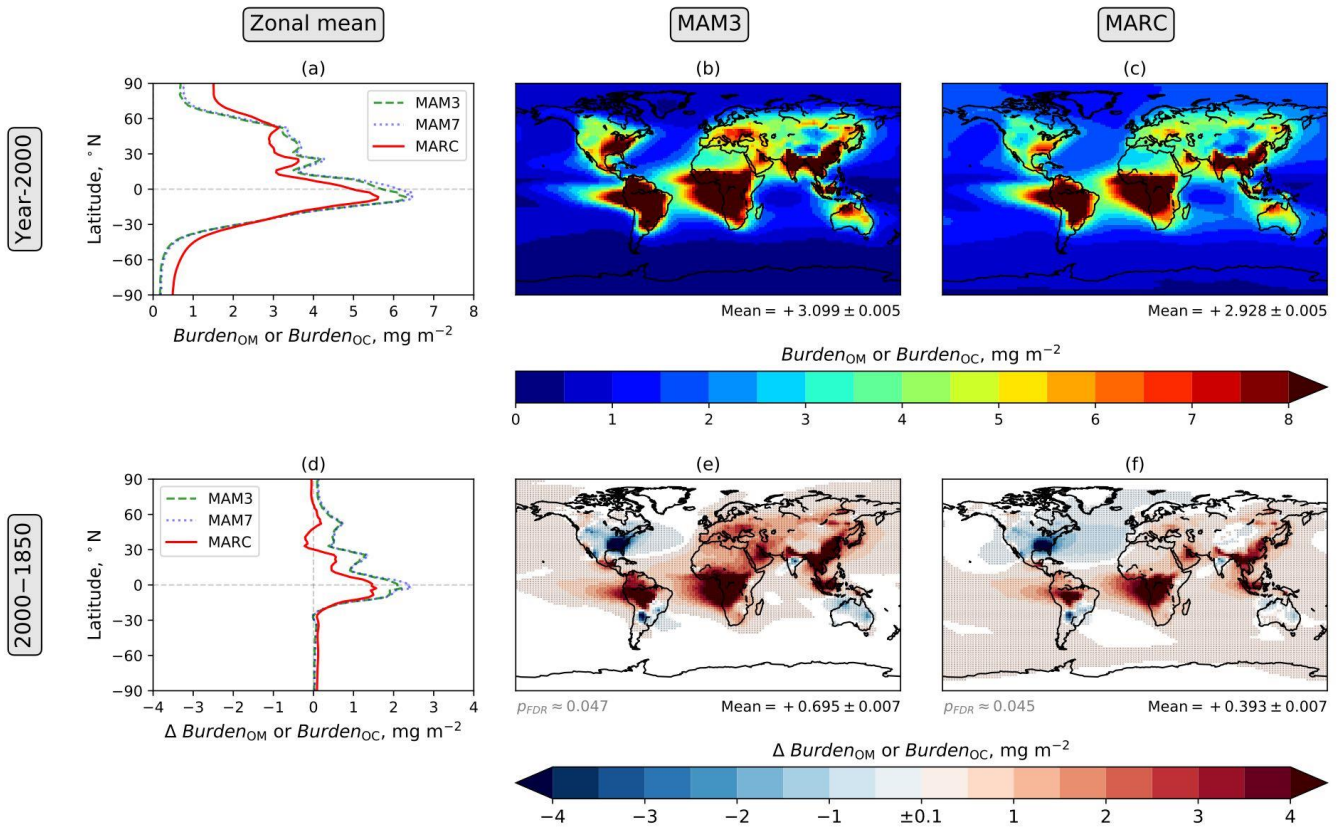 Zonal mean
MAM3
MARC
Year-2000
(a)
90
60
30
0
−30
−60
−90
Latitude, °N
MAM3
MAM7
MARC
0 1 2 3 4 5 6 7 8
Burden_OM or Burden_OC, mg m⁻²
(b)
Mean = +3.099 ± 0.005
(c)
Mean = +2.928 ± 0.005
Burden_OM or Burden_OC, mg m⁻²
0 1 2 3 4 5 6 7 8
2000−1850
(d)
90
60
30
0
−30
−60
−90
Latitude, °N
MAM3
MAM7
MARC
−4 −3 −2 −1 0 1 2 3 4
Δ Burden_OM or Burden_OC, mg m⁻²
(e)
p_FDR ≈ 0.047
Mean = +0.695 ± 0.007
(f)
p_FDR ≈ 0.045
Mean = +0.393 ± 0.007
Δ Burden_OM or Burden_OC, mg m⁻²
−4 −3 −2 −1 ±0.1 1 2 3 4